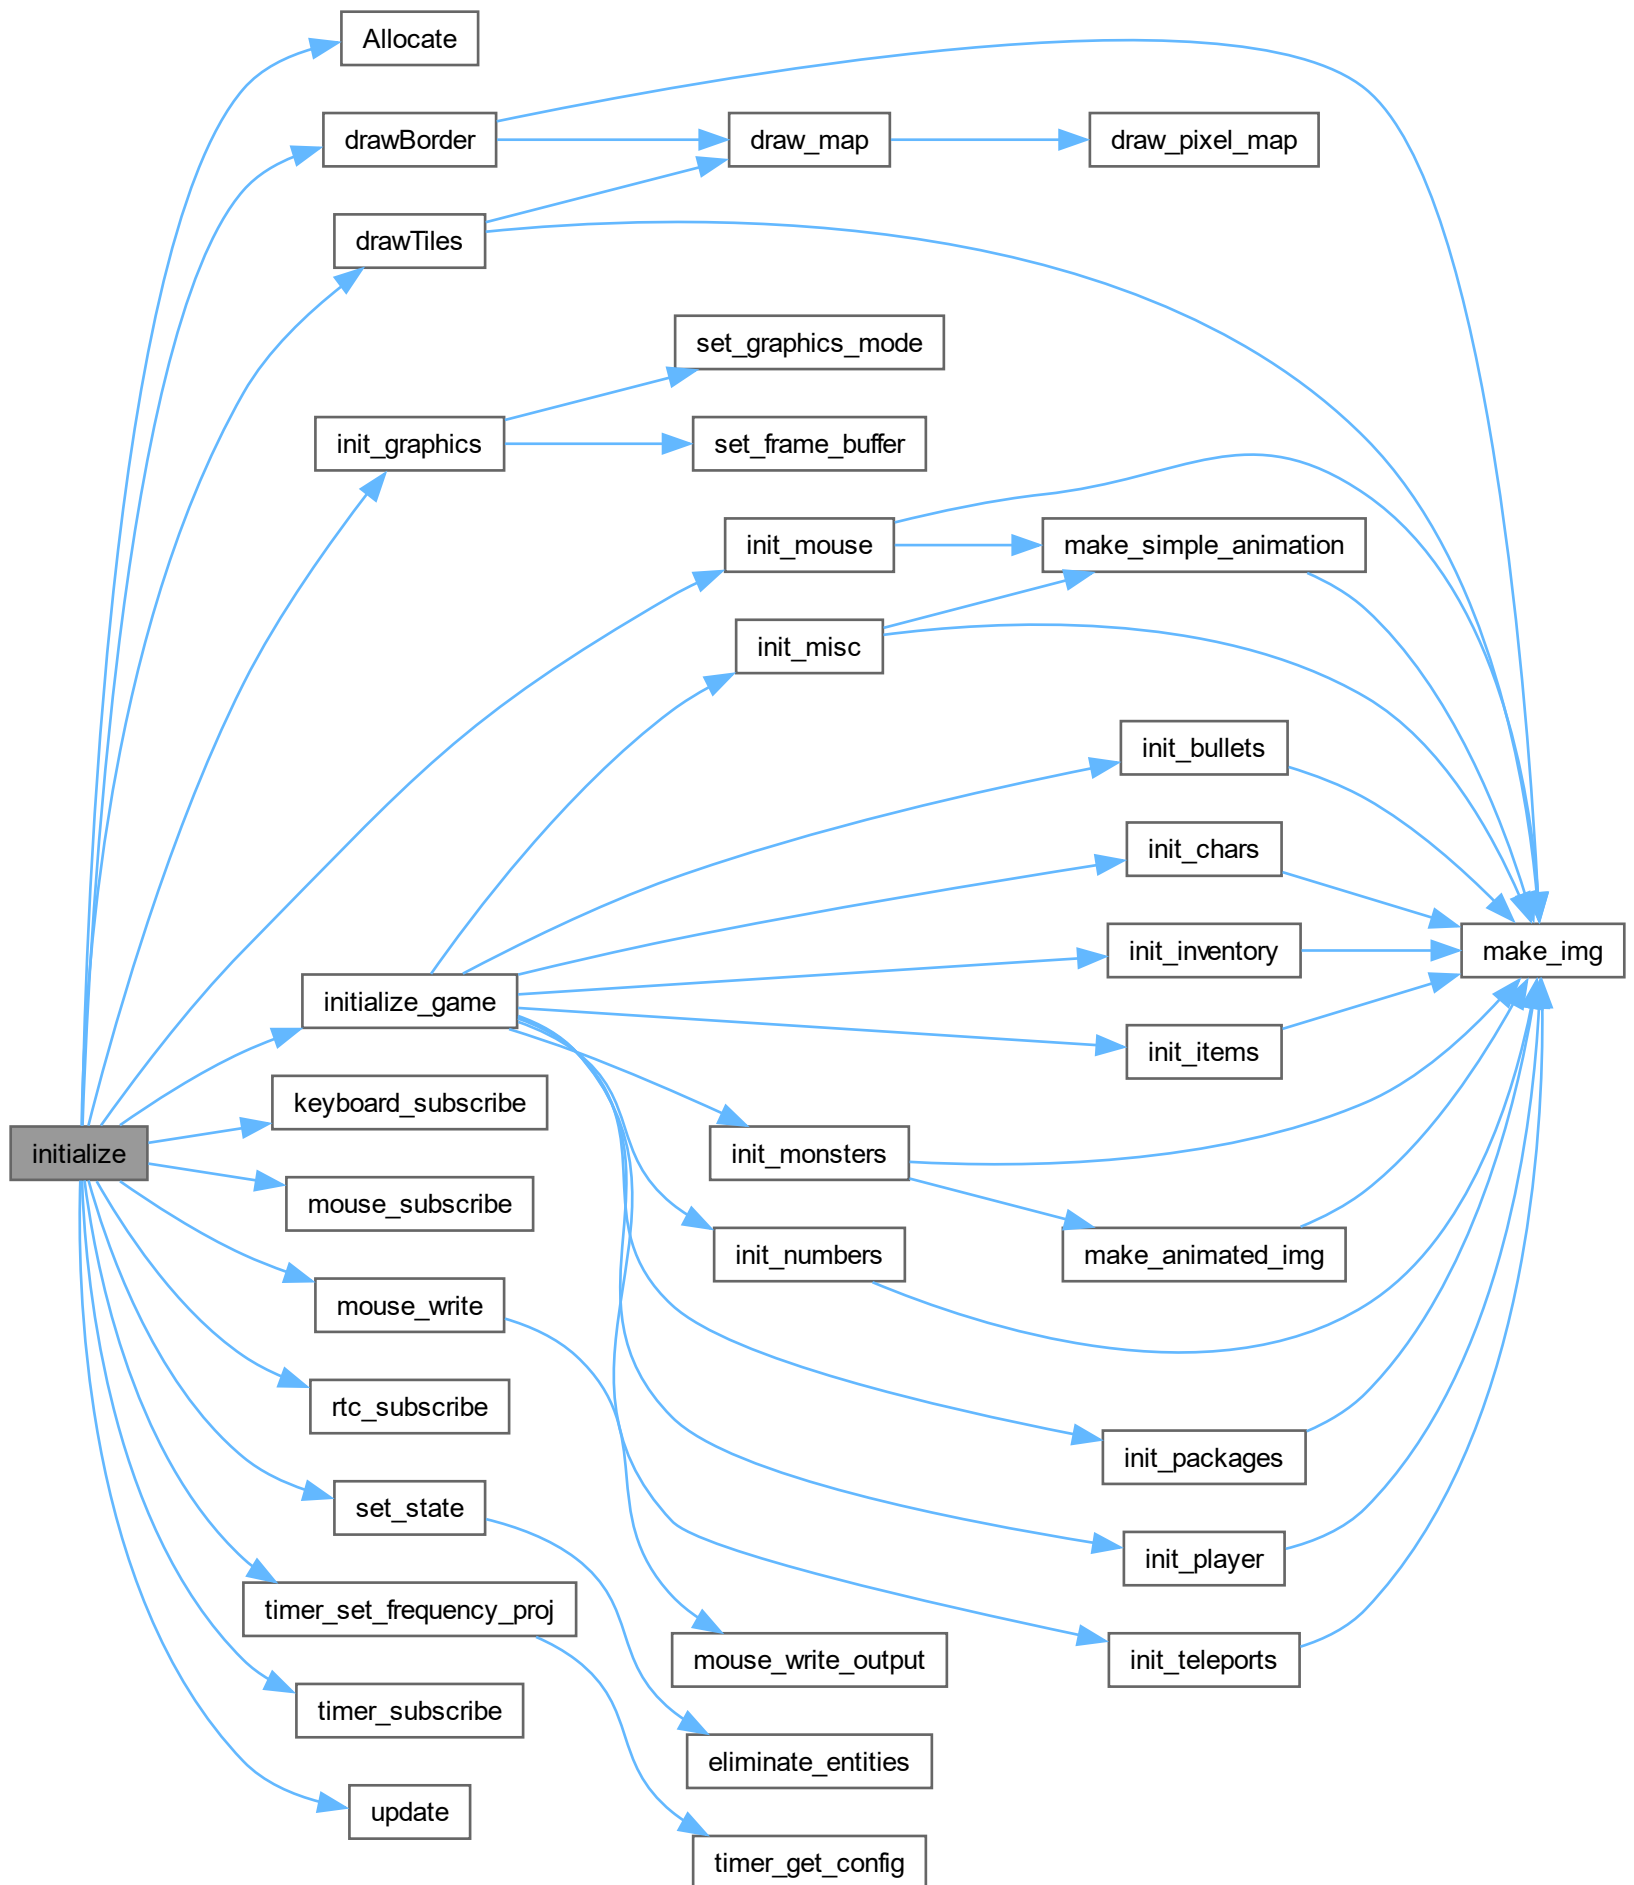 Allocate
drawBorder
draw_map
draw_pixel_map
drawTiles
set_graphics_mode
init_graphics
set_frame_buffer
init_mouse
make_simple_animation
init_misc
init_bullets
init_chars
init_inventory
make_img
initialize_game
init_items
keyboard_subscribe
initialize
init_monsters
mouse_subscribe
init_numbers
make_animated_img
mouse_write
rtc_subscribe
init_packages
set_state
init_player
timer_set_frequency_proj
mouse_write_output
init_teleports
timer_subscribe
eliminate_entities
update
timer_get_config